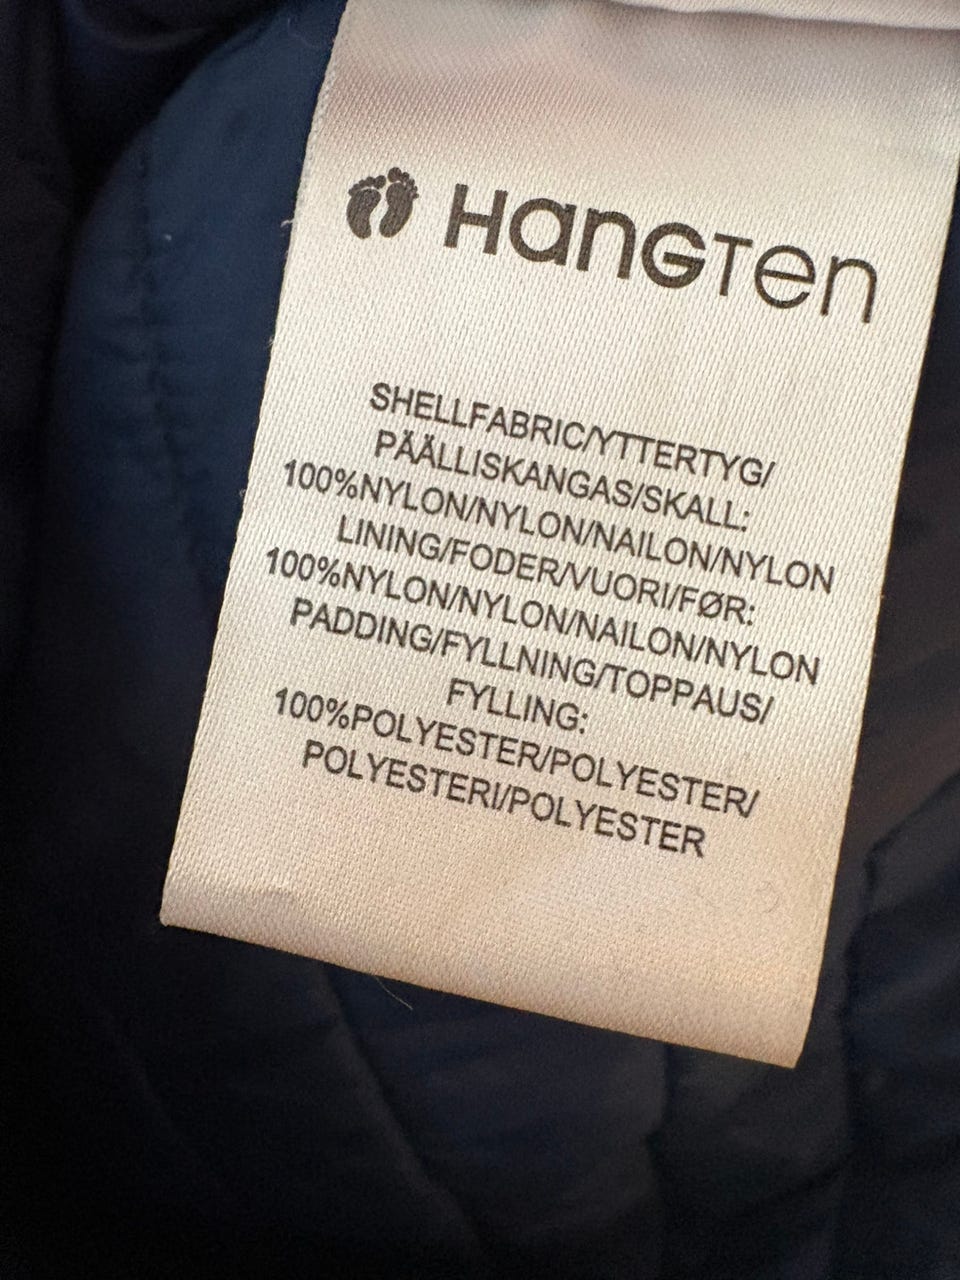 HangTen
SHELLFABRIC/YTTERTYG/
PÄÄLLISKANGAS/SKALL:
100%NYLON/NYLON/NAILON/NYLON
LINING/FODER/VUORI/FØR:
100%NYLON/NYLON/NAILON/NYLON
PADDING/FYLLNING/TOPPAUS/
FYLLING:
100%POLYESTER/POLYESTER/
POLYESTERI/POLYESTER